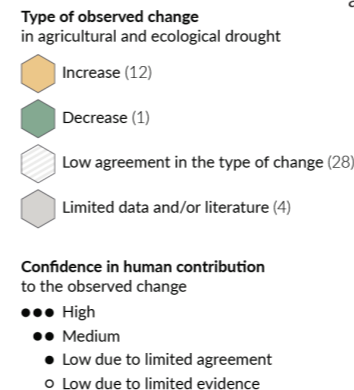 Type of observed change
in agricultural and ecological drought
Increase (12)
Decrease (1)
Low agreement in the type of change (28)
Limited data and/or literature (4)
Confidence in human contribution
to the observed change
●●● High
●● Medium
● Low due to limited agreement
○ Low due to limited evidence